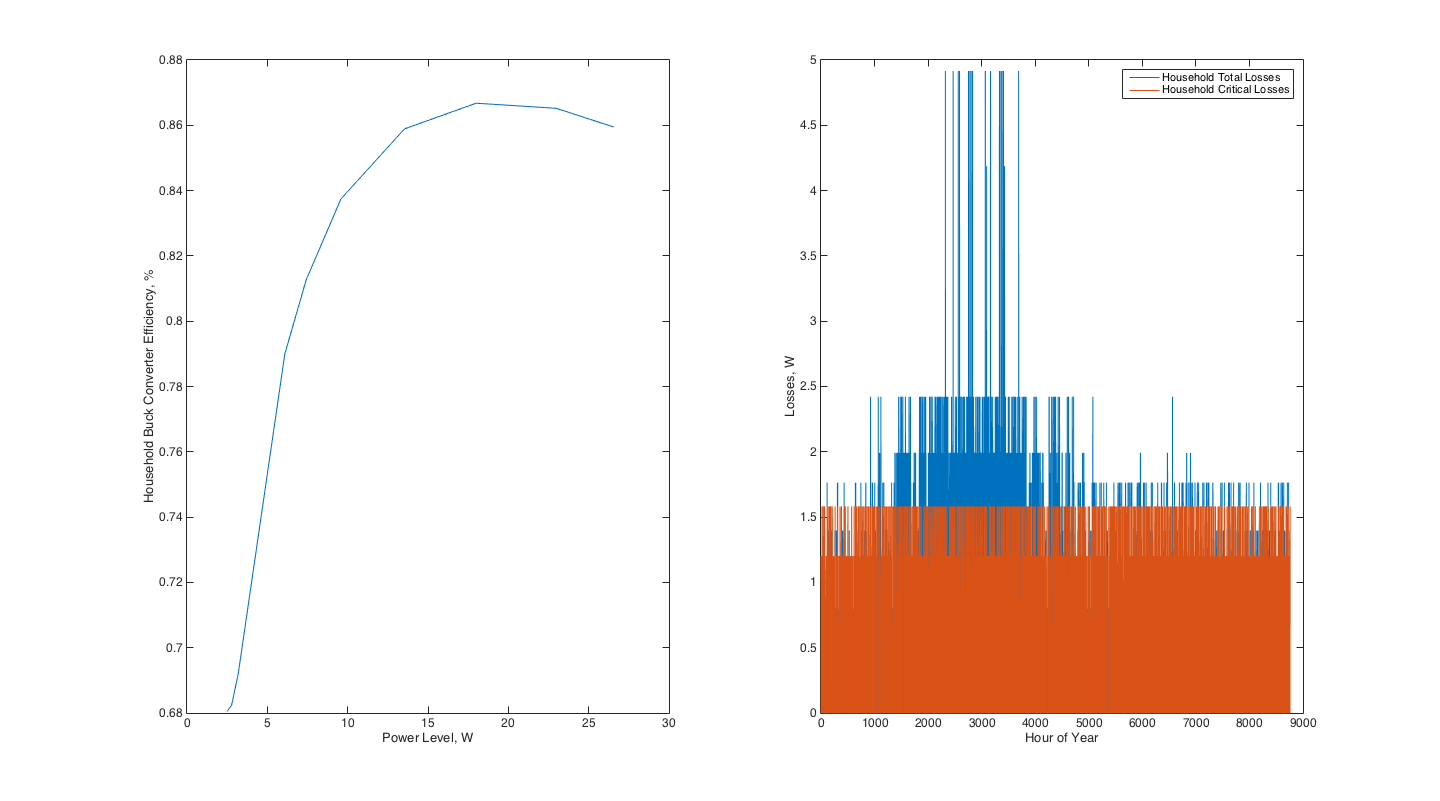 Household Buck Converter Efficiency, %
0.88
0.86
0.84
0.82
0.8
0.78
0.76
0.74
0.72
0.7
0.68
0 5 10 15 20 25 30
Power Level, W
Losses, W
5
4.5
4
3.5
3
2.5
2
1.5
1
0.5
0
0 1000 2000 3000 4000 5000 6000 7000 8000 9000
Hour of Year
Household Total Losses
Household Critical Losses